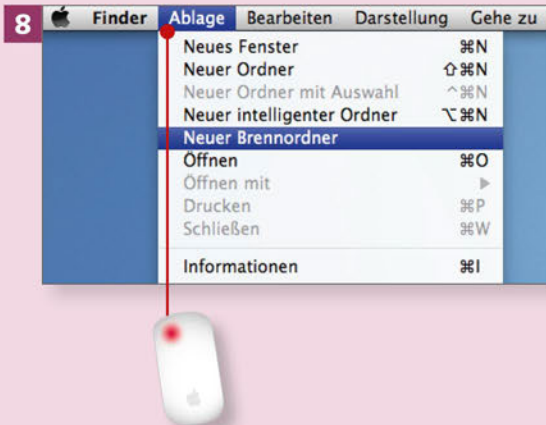 8
Finder Ablage Bearbeiten Darstellung Gehe zu
Neues Fenster ⌘N
Neuer Ordner ⇧⌘N
Neuer Ordner mit Auswahl ^⌘N
Neuer intelligenter Ordner ⌥⌘N
Neuer Brennordner
Öffnen ⌘O
Öffnen mit ▶
Drucken ⌘P
Schließen ⌘W
Informationen ⌘I